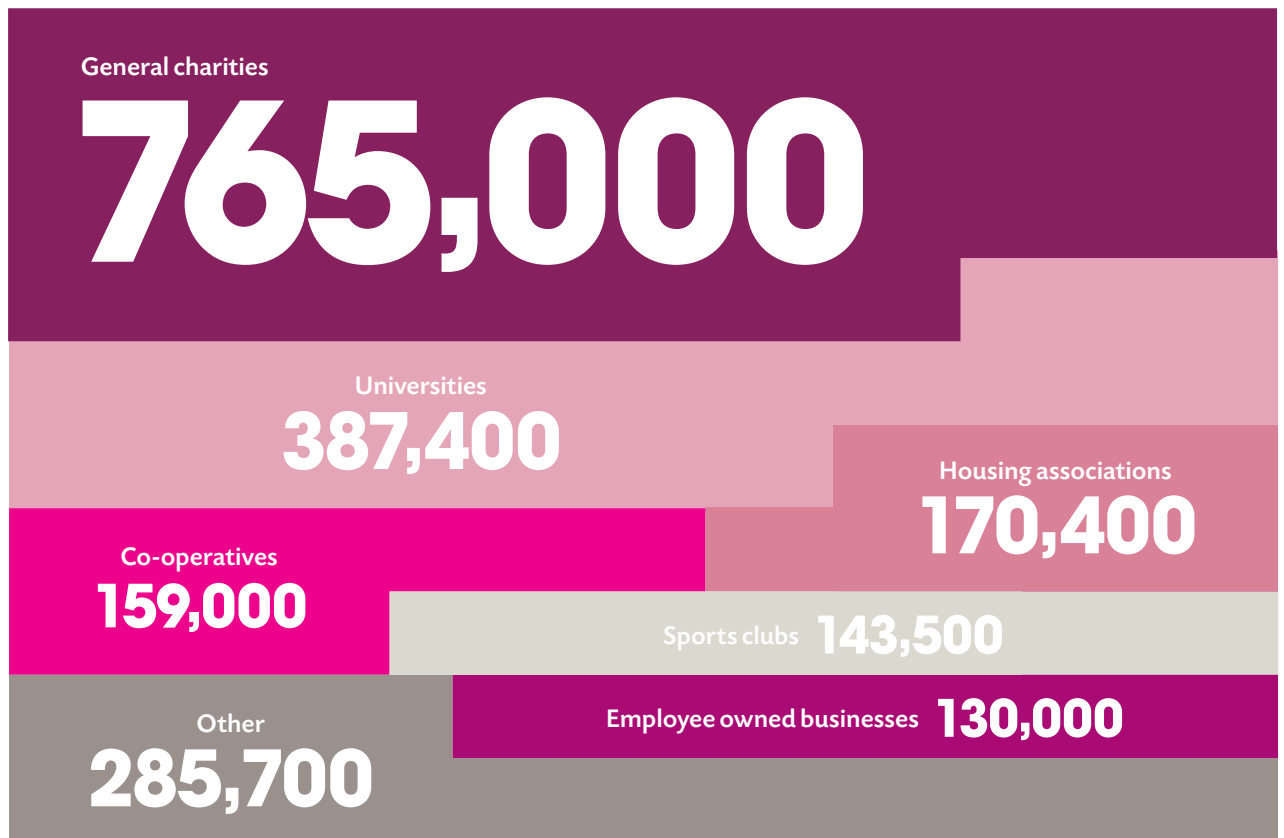 General charities
765,000
Universities
387,400
Housing associations
170,400
Co-operatives
159,000
Sports clubs 143,500
Employee owned businesses 130,000
Other
285,700